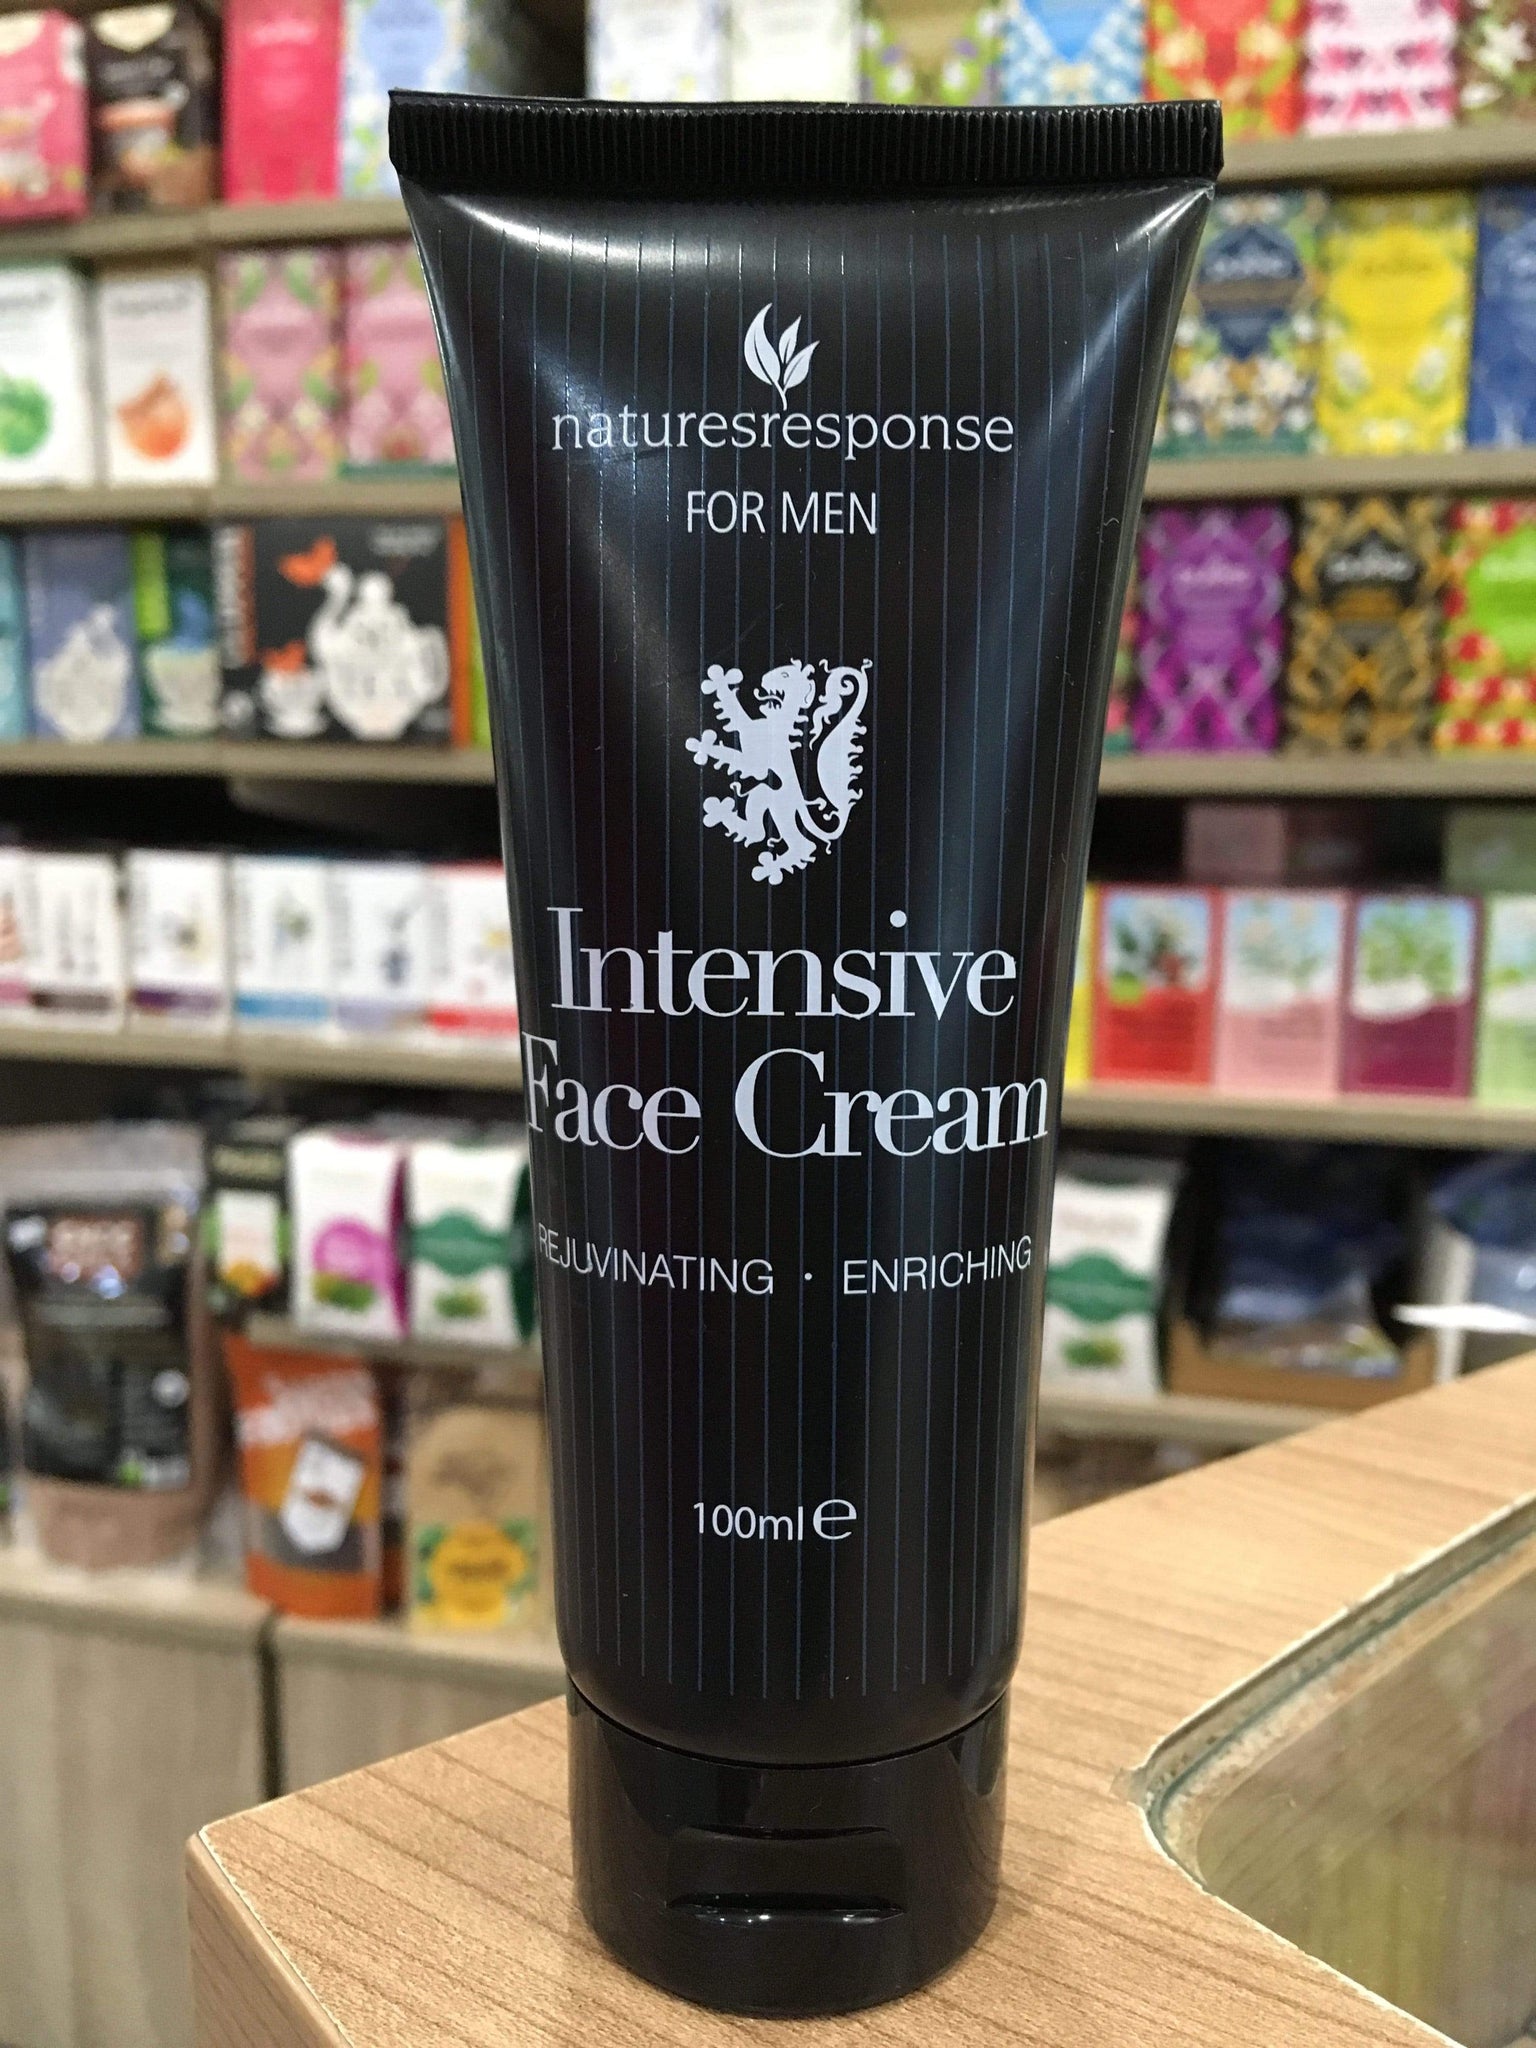 naturesresponse
FOR MEN
Intensive
Face Cream
REJUVINATING · ENRICHING
100ml ℮